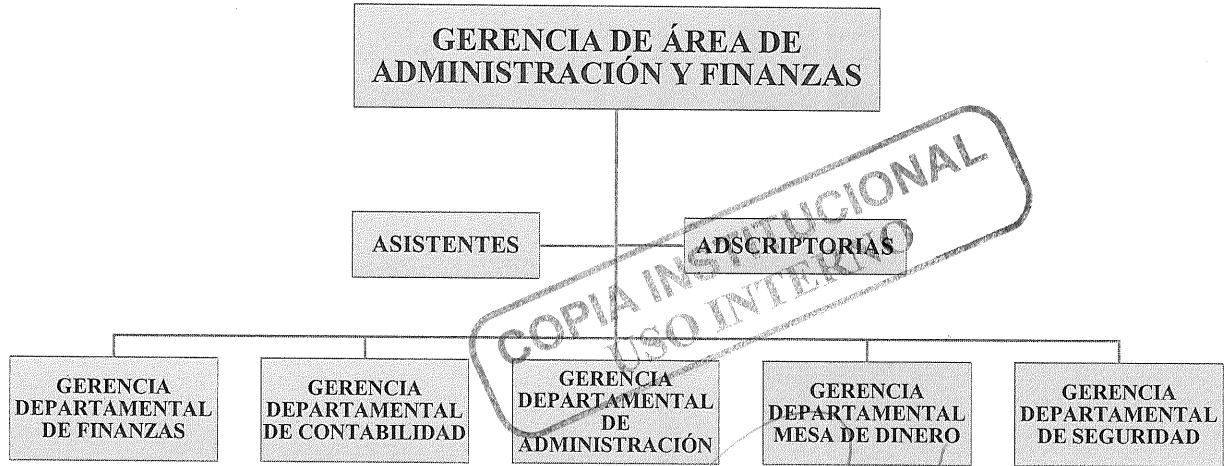 GERENCIA DE ÁREA DE
ADMINISTRACIÓN Y FINANZAS
ASISTENTES
ADSCRIPTORIAS
COPIA INSTITUCIONAL
USO INTERNO
GERENCIA
DEPARTAMENTAL
DE FINANZAS
GERENCIA
DEPARTAMENTAL
DE CONTABILIDAD
GERENCIA
DEPARTAMENTAL
DE
ADMINISTRACIÓN
GERENCIA
DEPARTAMENTAL
MESA DE DINERO
GERENCIA
DEPARTAMENTAL
DE SEGURIDAD